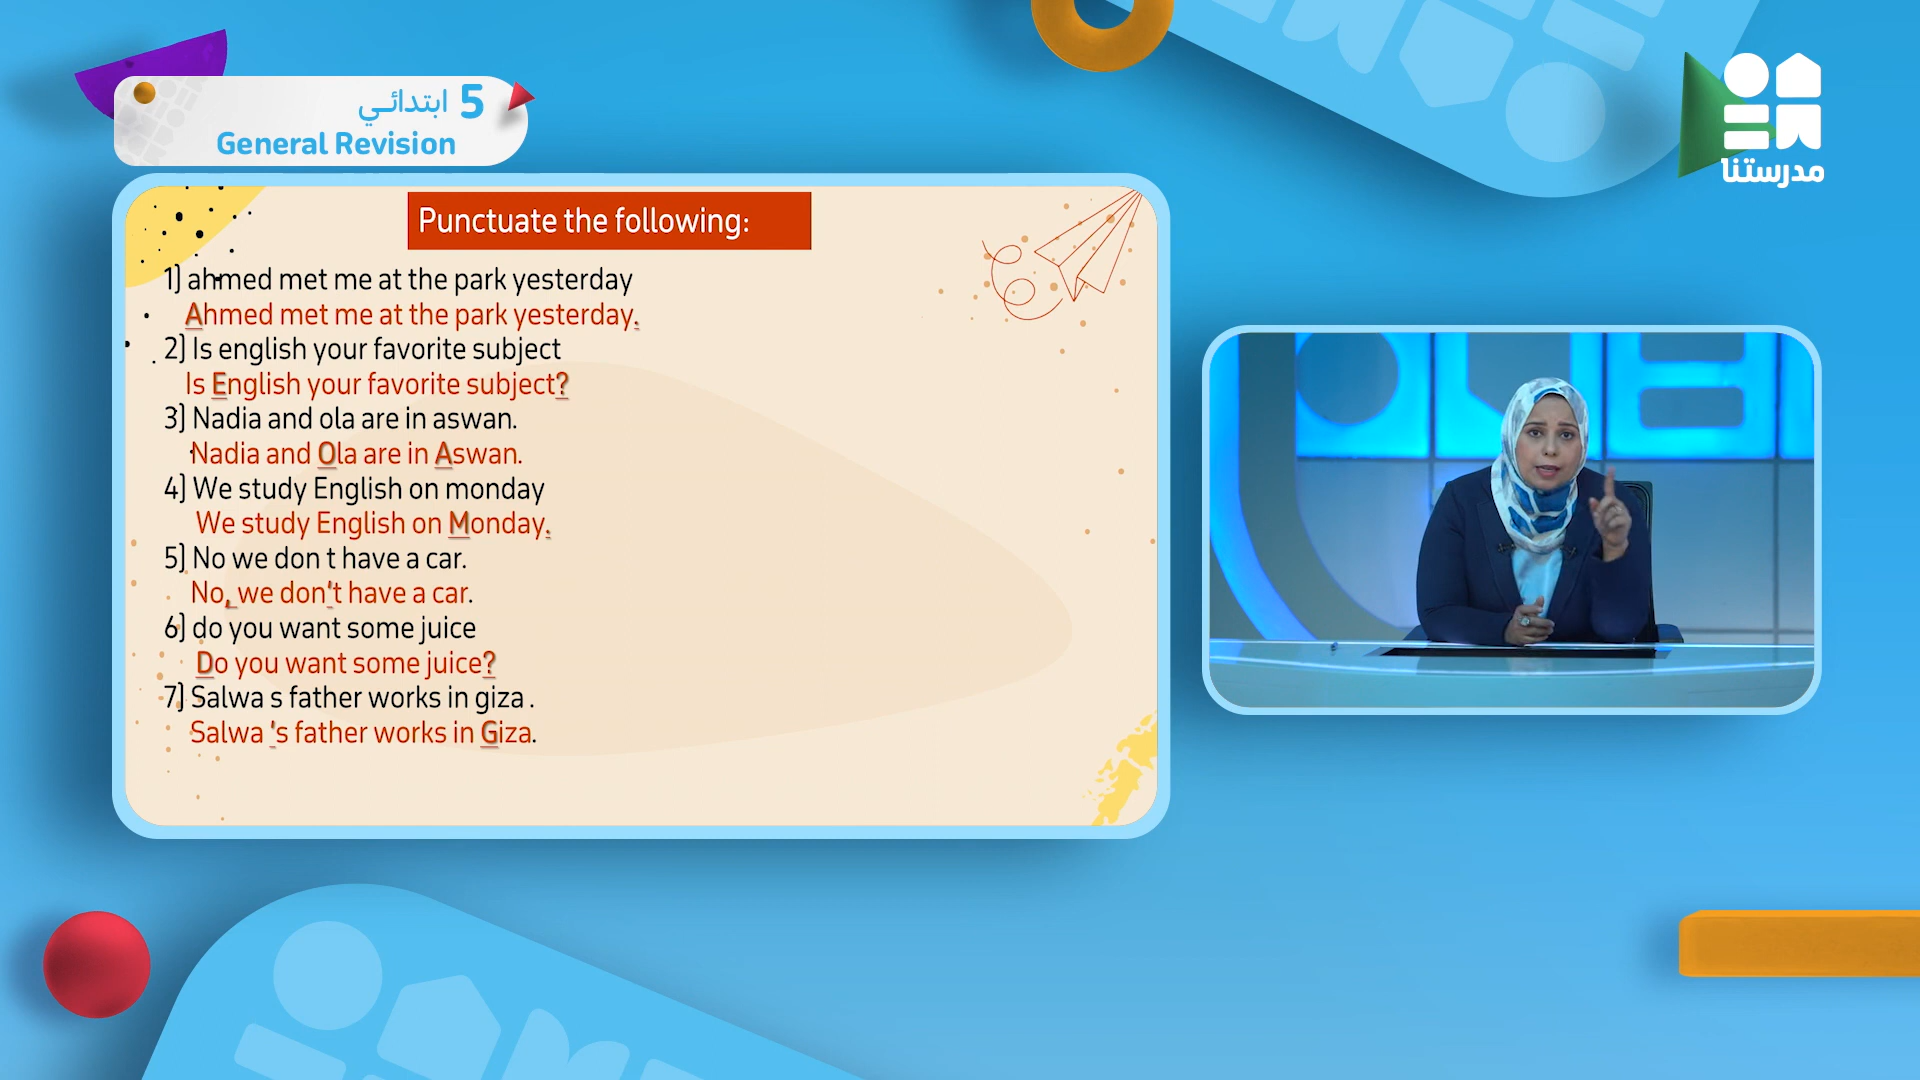 5 ابتدائي
General Revision
مدرستنا
Punctuate the following:
1) ahmed met me at the park yesterday
Ahmed met me at the park yesterday.
2) Is english your favorite subject
Is English your favorite subject?
3) Nadia and ola are in aswan.
Nadia and Ola are in Aswan.
4) We study English on monday
We study English on Monday.
5) No we don t have a car.
No, we don't have a car.
6) do you want some juice
Do you want some juice?
7) Salwa s father works in giza .
Salwa 's father works in Giza.